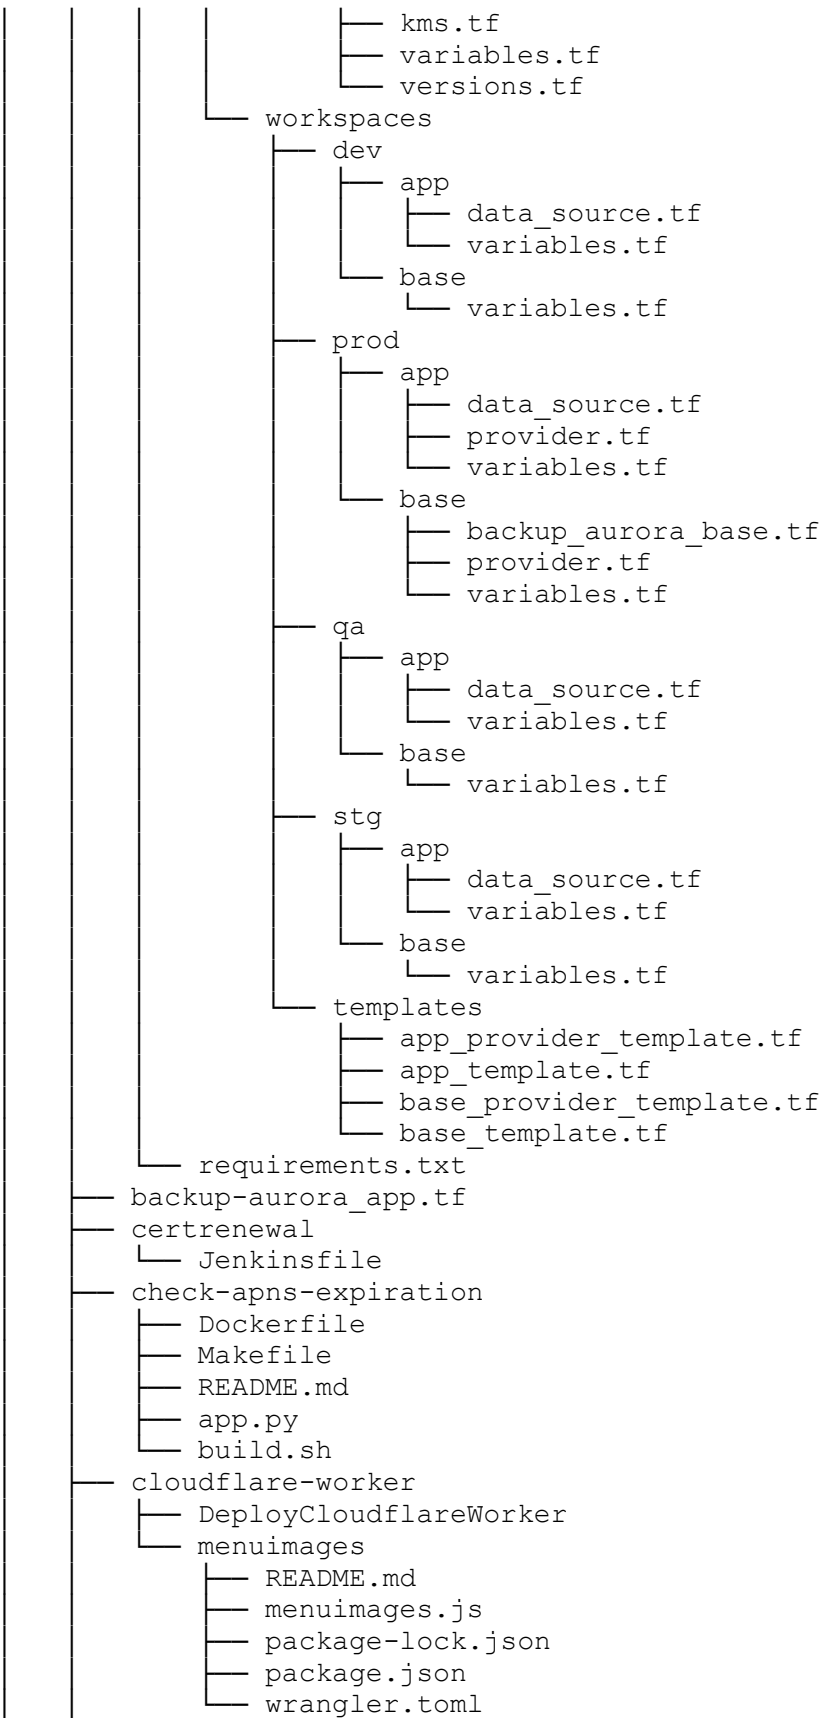 │   │   │   │       ├── kms.tf
│   │   │   │       ├── variables.tf
│   │   │   │       └── versions.tf
│   │   │   └── workspaces
│   │   │       ├── dev
│   │   │       │   ├── app
│   │   │       │   │   ├── data_source.tf
│   │   │       │   │   └── variables.tf
│   │   │       │   └── base
│   │   │       │       └── variables.tf
│   │   │       ├── prod
│   │   │       │   ├── app
│   │   │       │   │   ├── data_source.tf
│   │   │       │   │   ├── provider.tf
│   │   │       │   │   └── variables.tf
│   │   │       │   └── base
│   │   │       │       ├── backup_aurora_base.tf
│   │   │       │       ├── provider.tf
│   │   │       │       └── variables.tf
│   │   │       ├── qa
│   │   │       │   ├── app
│   │   │       │   │   ├── data_source.tf
│   │   │       │   │   └── variables.tf
│   │   │       │   └── base
│   │   │       │       └── variables.tf
│   │   │       ├── stg
│   │   │       │   ├── app
│   │   │       │   │   ├── data_source.tf
│   │   │       │   │   └── variables.tf
│   │   │       │   └── base
│   │   │       │       └── variables.tf
│   │   │       └── templates
│   │   │           ├── app_provider_template.tf
│   │   │           ├── app_template.tf
│   │   │           ├── base_provider_template.tf
│   │   │           └── base_template.tf
│   │   └── requirements.txt
│   ├── backup-aurora_app.tf
│   ├── certrenewal
│   │   └── Jenkinsfile
│   ├── check-apns-expiration
│   │   ├── Dockerfile
│   │   ├── Makefile
│   │   ├── README.md
│   │   ├── app.py
│   │   └── build.sh
│   ├── cloudflare-worker
│   │   ├── DeployCloudflareWorker
│   │   └── menuimages
│   │       ├── README.md
│   │       ├── menuimages.js
│   │       ├── package-lock.json
│   │       ├── package.json
│   │       └── wrangler.toml